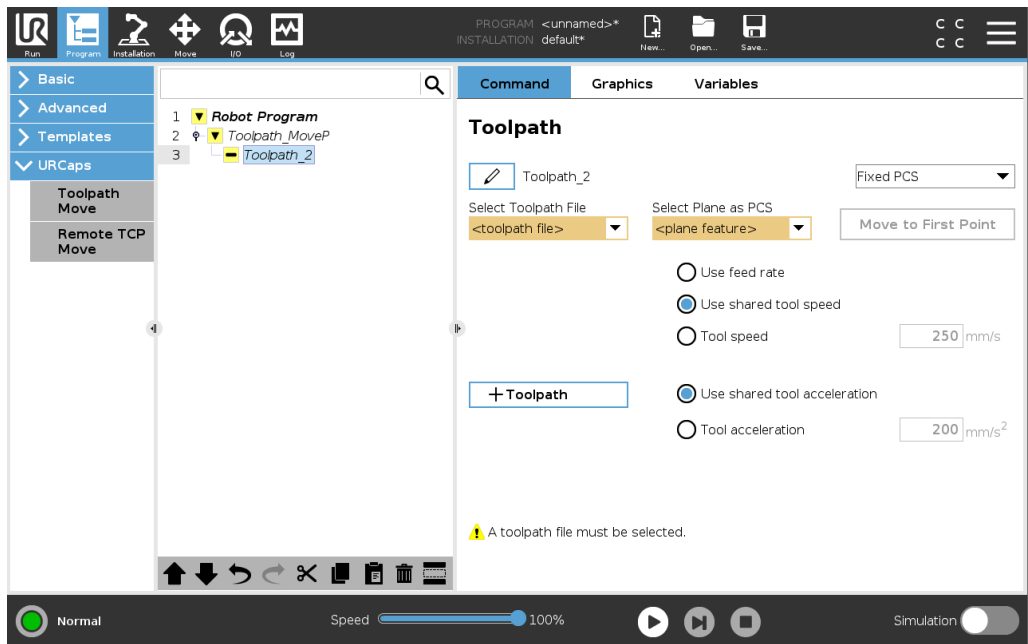 UR
PROGRAM <unnamed>*
INSTALLATION default*
Run Program Installation Move I/O Log New... Open... Save...
C C
C C
Basic
Advanced
Templates
URCaps
Toolpath
Move
Remote TCP
Move
1 Robot Program
2 Toolpath_MoveP
3 Toolpath_2
Command Graphics Variables
Toolpath
Toolpath_2 Fixed PCS
Select Toolpath File Select Plane as PCS
<toolpath file> <plane feature> Move to First Point
Use feed rate
Use shared tool speed
Tool speed 250 mm/s
+Toolpath Use shared tool acceleration
Tool acceleration 200 mm/s²
! A toolpath file must be selected.
Normal Speed 100% Simulation